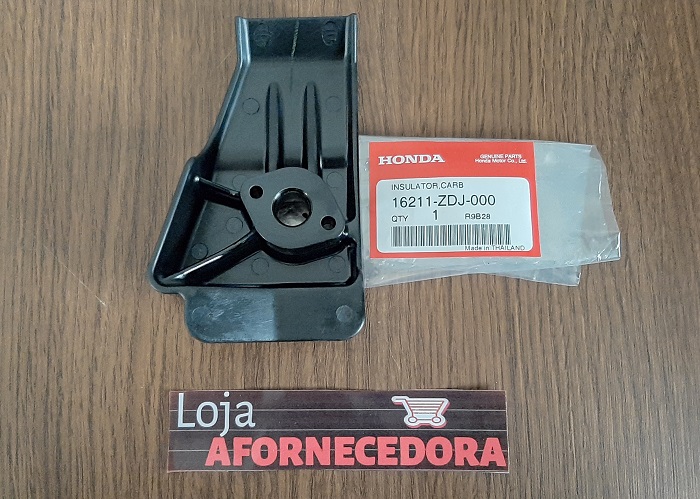 HONDA
GENUINE PARTS
Honda Motor Co., Ltd.
INSULATOR,CARB
16211-ZDJ-000
QTY 1 R9B28
Made in THAILAND
Loja
AFORNECEDORA